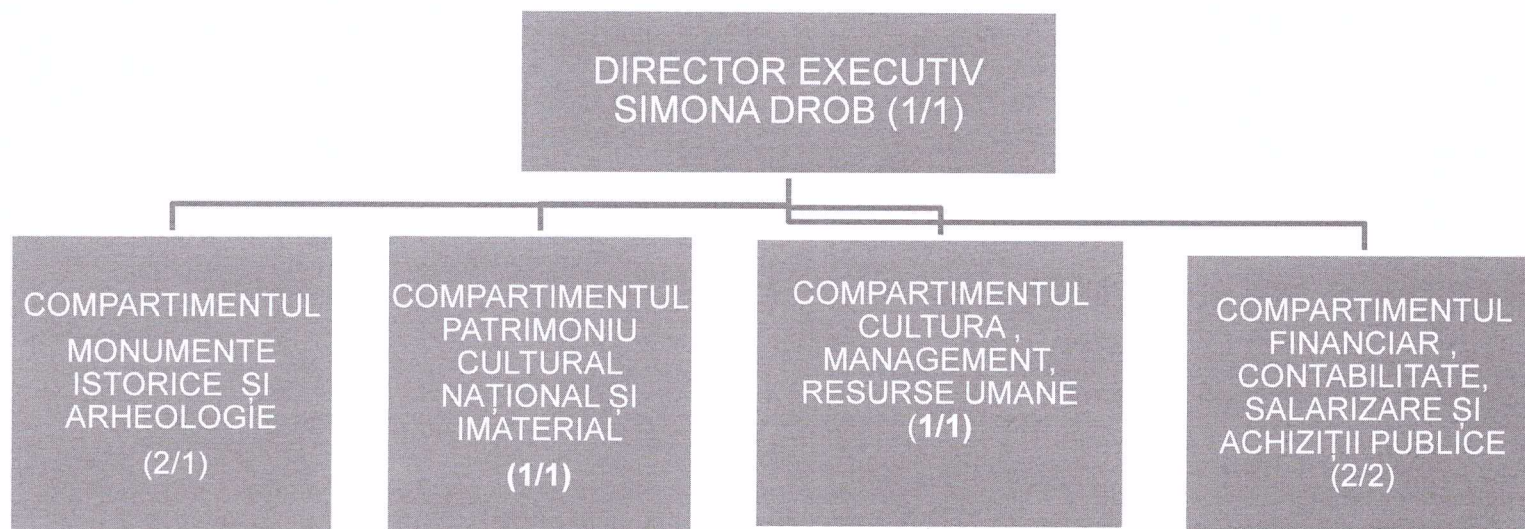 DIRECTOR EXECUTIV
SIMONA DROB (1/1)
COMPARTIMENTUL
MONUMENTE
ISTORICE ȘI
ARHEOLOGIE
(2/1)
COMPARTIMENTUL
PATRIMONIU
CULTURAL
NAȚIONAL ȘI
IMATERIAL
(1/1)
COMPARTIMENTUL
CULTURA ,
MANAGEMENT,
RESURSE UMANE
(1/1)
COMPARTIMENTUL
FINANCIAR ,
CONTABILITATE,
SALARIZARE ȘI
ACHIZIȚII PUBLICE
(2/2)